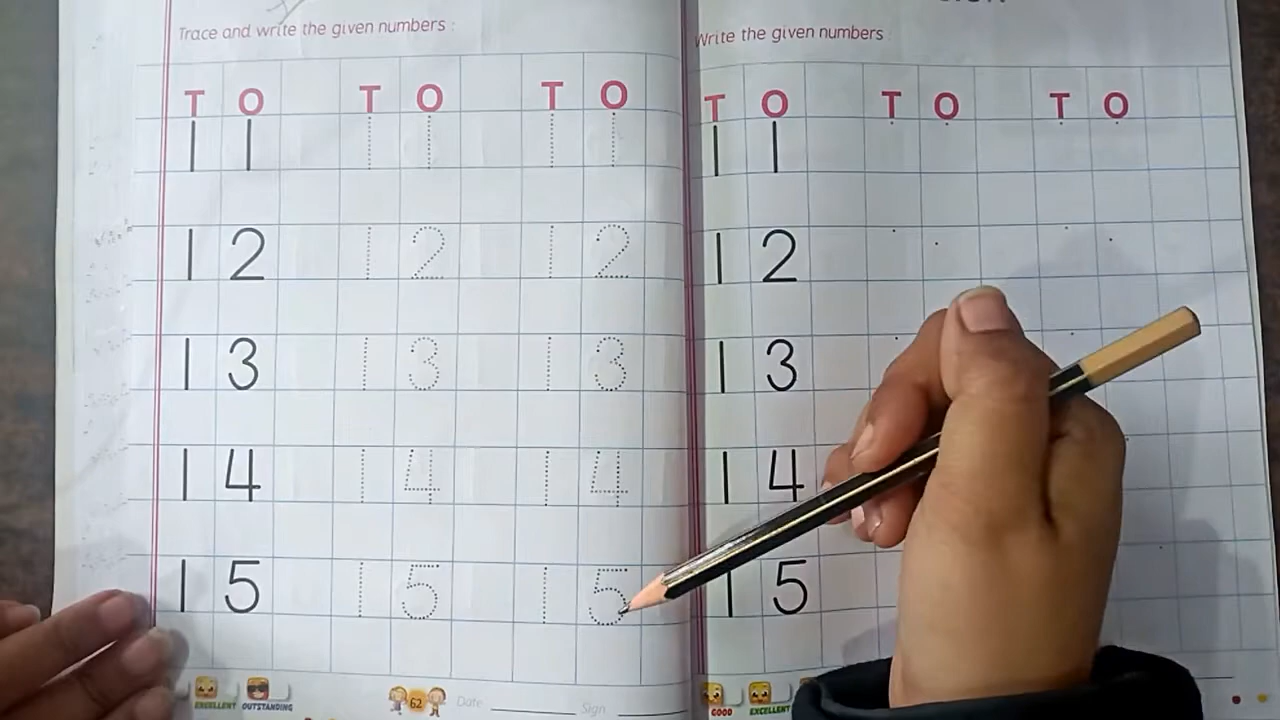 Trace and write the given numbers :
T O T O T O
1 1 1 1 1 1
1 2 1 2 1 2
1 3 1 3 1 3
1 4 1 4 1 4
1 5 1 5 1 5
EXCELLENT OUTSTANDING
62
Date
Sign
Write the given numbers
T O T O T O
1 1
1 2
1 3
1 4
1 5
GOOD EXCELLENT